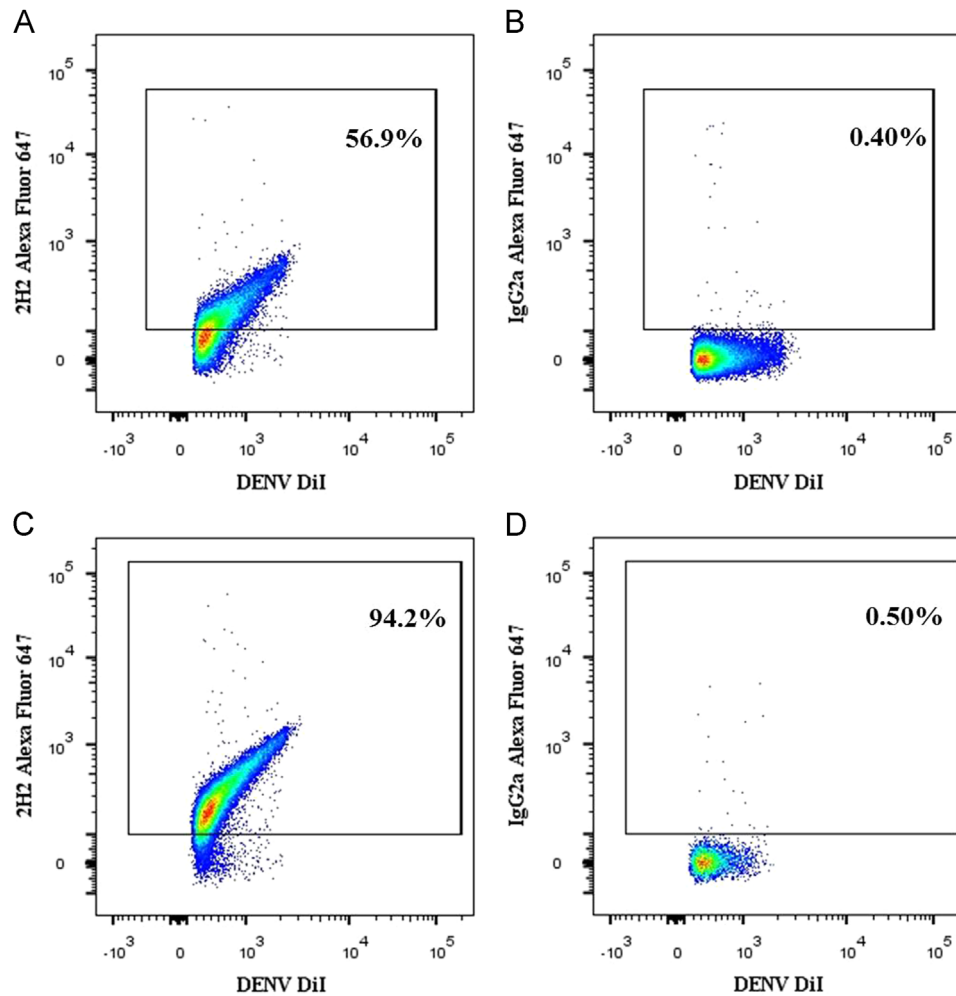 A
2H2 Alexa Fluor 647
10^5
10^4
10^3
0
56.9%
-10^3 0 10^3 10^4 10^5
DENV DiI
B
IgG2a Alexa Fluor 647
10^5
10^4
10^3
0
0.40%
-10^3 0 10^3 10^4 10^5
DENV DiI
C
2H2 Alexa Fluor 647
10^5
10^4
10^3
0
94.2%
-10^3 0 10^3 10^4 10^5
DENV DiI
D
IgG2a Alexa Fluor 647
10^5
10^4
10^3
0
0.50%
-10^3 0 10^3 10^4 10^5
DENV DiI